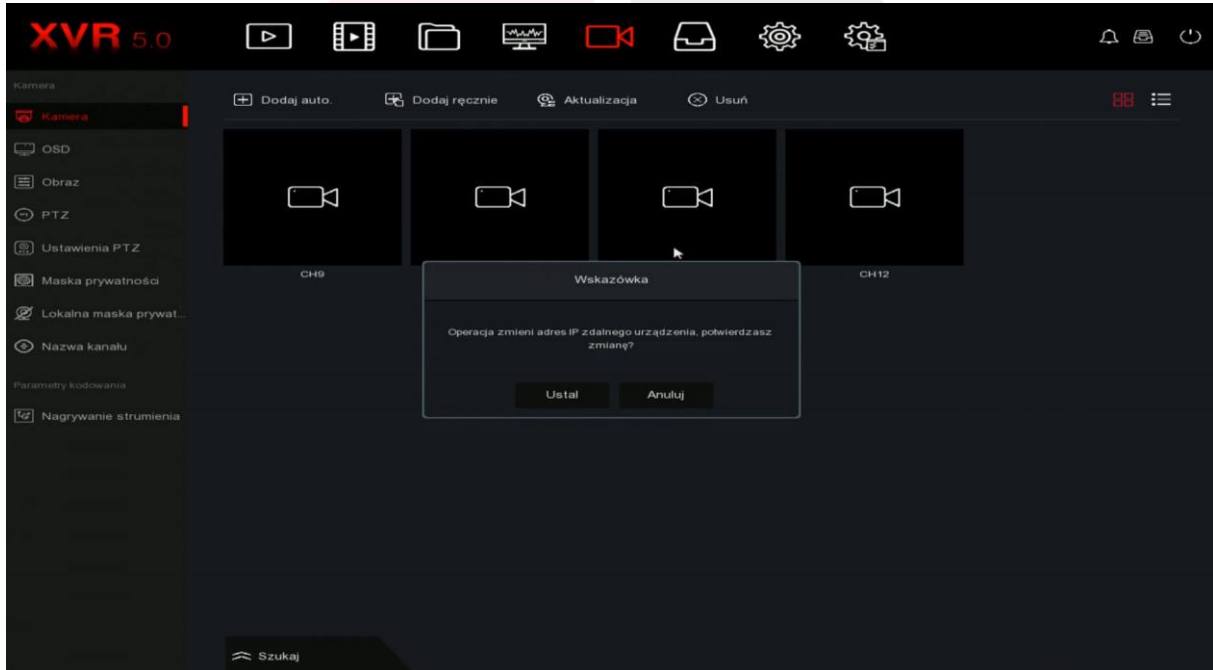 XVR 5.0
Kamera
Dodaj auto. Dodaj ręcznie Aktualizacja Usuń
Kamera
OSD
Obraz
PTZ
Ustawienia PTZ
Maska prywatności
Lokalna maska prywat...
Nazwa kanału
Parametry kodowania
Nagrywanie strumienia
CH9
CH12
Wskazówka
Operacja zmieni adres IP zdalnego urządzenia, potwierdzasz
zmianę?
Ustal Anuluj
Szukaj